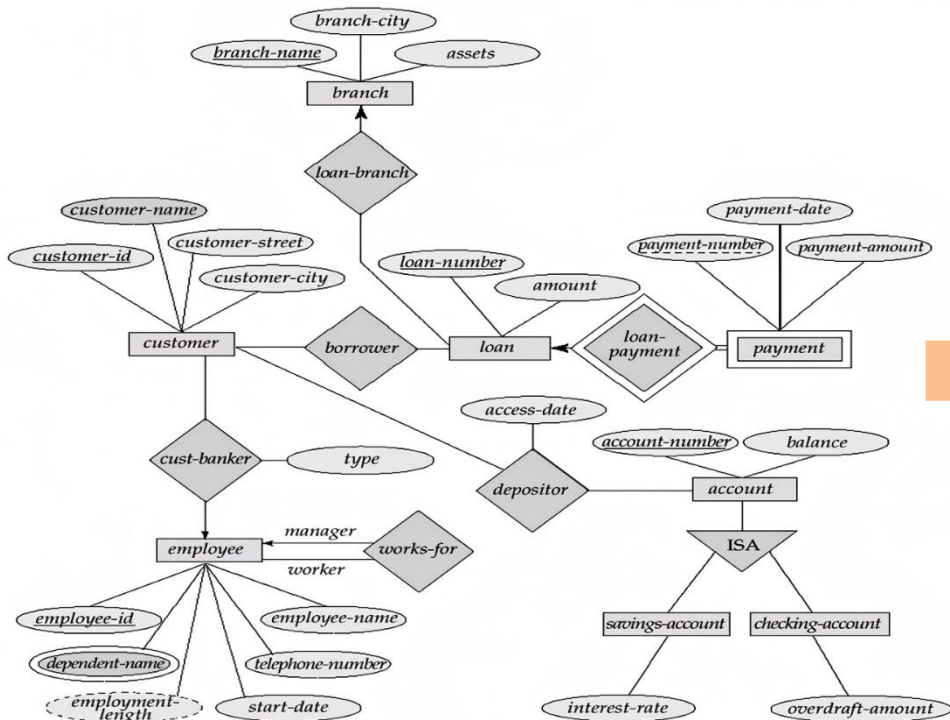 branch-city
branch-name
assets
branch
loan-branch
customer-name
customer-street
customer-id
customer-city
payment-date
payment-number
payment-amount
loan-number
amount
customer
borrower
loan
loan-
payment
payment
access-date
account-number
balance
cust-banker
type
depositor
account
manager
employee
works-for
worker
ISA
employee-id
employee-name
savings-account
checking-account
dependent-name
telephone-number
employment-
length
start-date
interest-rate
overdraft-amount